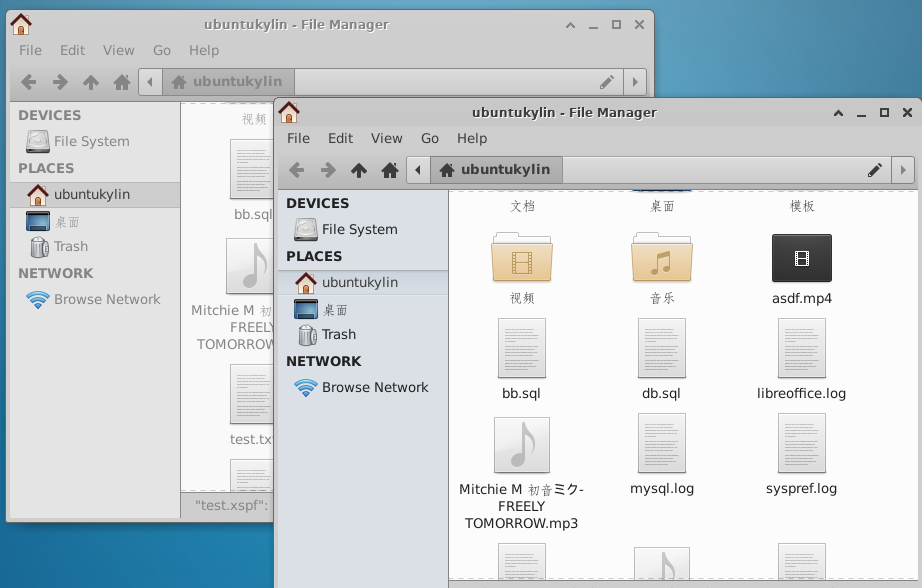 ubuntukylin - File Manager
File Edit View Go Help
ubuntukylin
DEVICES
File System
PLACES
ubuntukylin
桌面
Trash
NETWORK
Browse Network
视频
bb.sql
Mitchie M 初
FREELY
TOMORROW
test.tx
"test.xspf":
ubuntukylin - File Manager
File Edit View Go Help
ubuntukylin
DEVICES
File System
PLACES
ubuntukylin
桌面
Trash
NETWORK
Browse Network
文档 桌面 模板
视频 音乐 asdf.mp4
bb.sql db.sql libreoffice.log
Mitchie M 初音ミク- mysql.log syspref.log
FREELY
TOMORROW.mp3